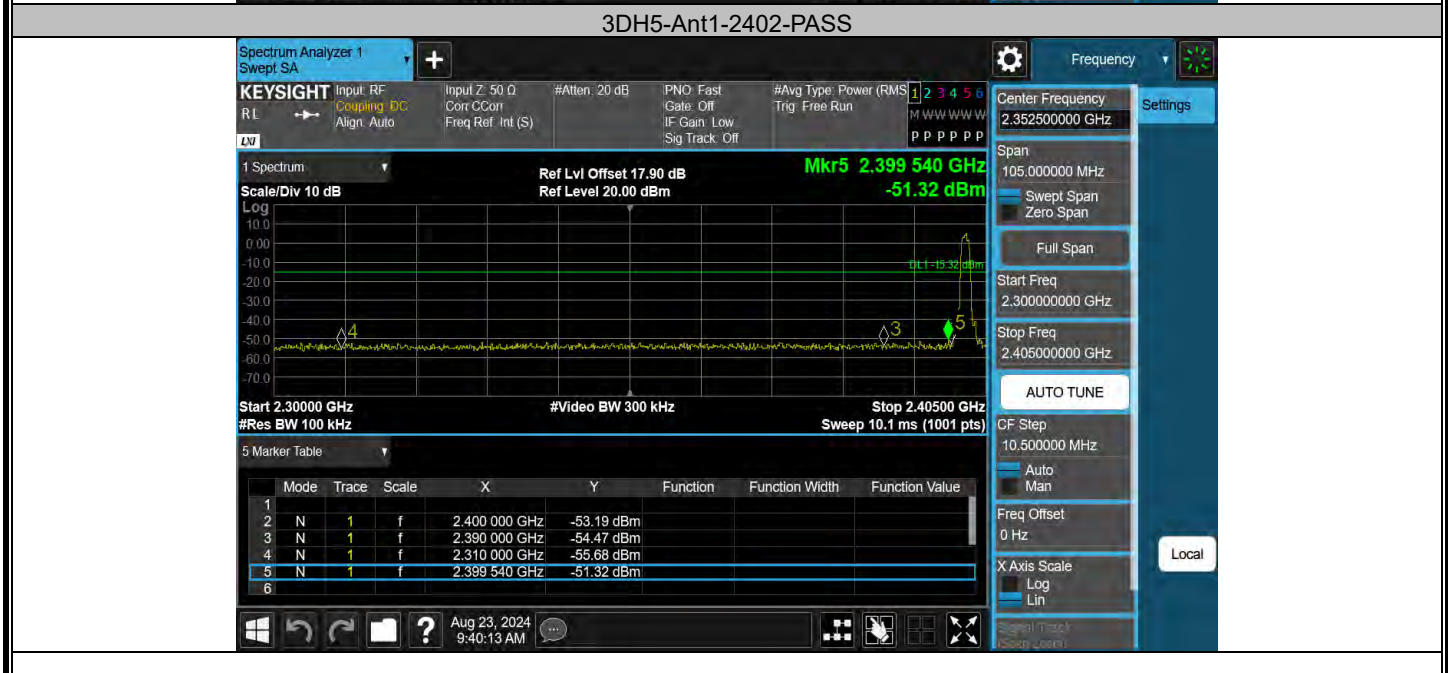 3DH5-Ant1-2402-PASS
Spectrum Analyzer 1
Swept SA
Frequency
KEYSIGHT
Input: RF
Input Z: 50 Ω
#Atten: 20 dB
PNO: Fast
#Avg Type: Power (RMS
1 2 3 4 5 6
RL
Coupling: DC
Corr CCorr
Gate: Off
Trig: Free Run
M W W W W W
Align: Auto
Freq Ref: Int (S)
IF Gain: Low
Sig Track: Off
P P P P P P
LXI
1 Spectrum
Ref Lvl Offset 17.90 dB
Mkr5 2.399 540 GHz
Scale/Div 10 dB
Ref Level 20.00 dBm
-51.32 dBm
Log
10.0
0.00
-10.0
DL1 -15.32 dBm
-20.0
-30.0
-40.0
-50.0
-60.0
-70.0
4
3
5
Start 2.30000 GHz
#Video BW 300 kHz
Stop 2.40500 GHz
#Res BW 100 kHz
Sweep 10.1 ms (1001 pts)
5 Marker Table
Mode Trace Scale X Y Function Function Width Function Value
1
2 N 1 f 2.400 000 GHz -53.19 dBm
3 N 1 f 2.390 000 GHz -54.47 dBm
4 N 1 f 2.310 000 GHz -55.68 dBm
5 N 1 f 2.399 540 GHz -51.32 dBm
6
?
Aug 23, 2024
9:40:13 AM
Center Frequency
2.352500000 GHz
Settings
Span
105.000000 MHz
Swept Span
Zero Span
Full Span
Start Freq
2.300000000 GHz
Stop Freq
2.405000000 GHz
AUTO TUNE
CF Step
10.500000 MHz
Auto
Man
Freq Offset
0 Hz
Local
X Axis Scale
Log
Lin
Signal Track
(Span Zoom)